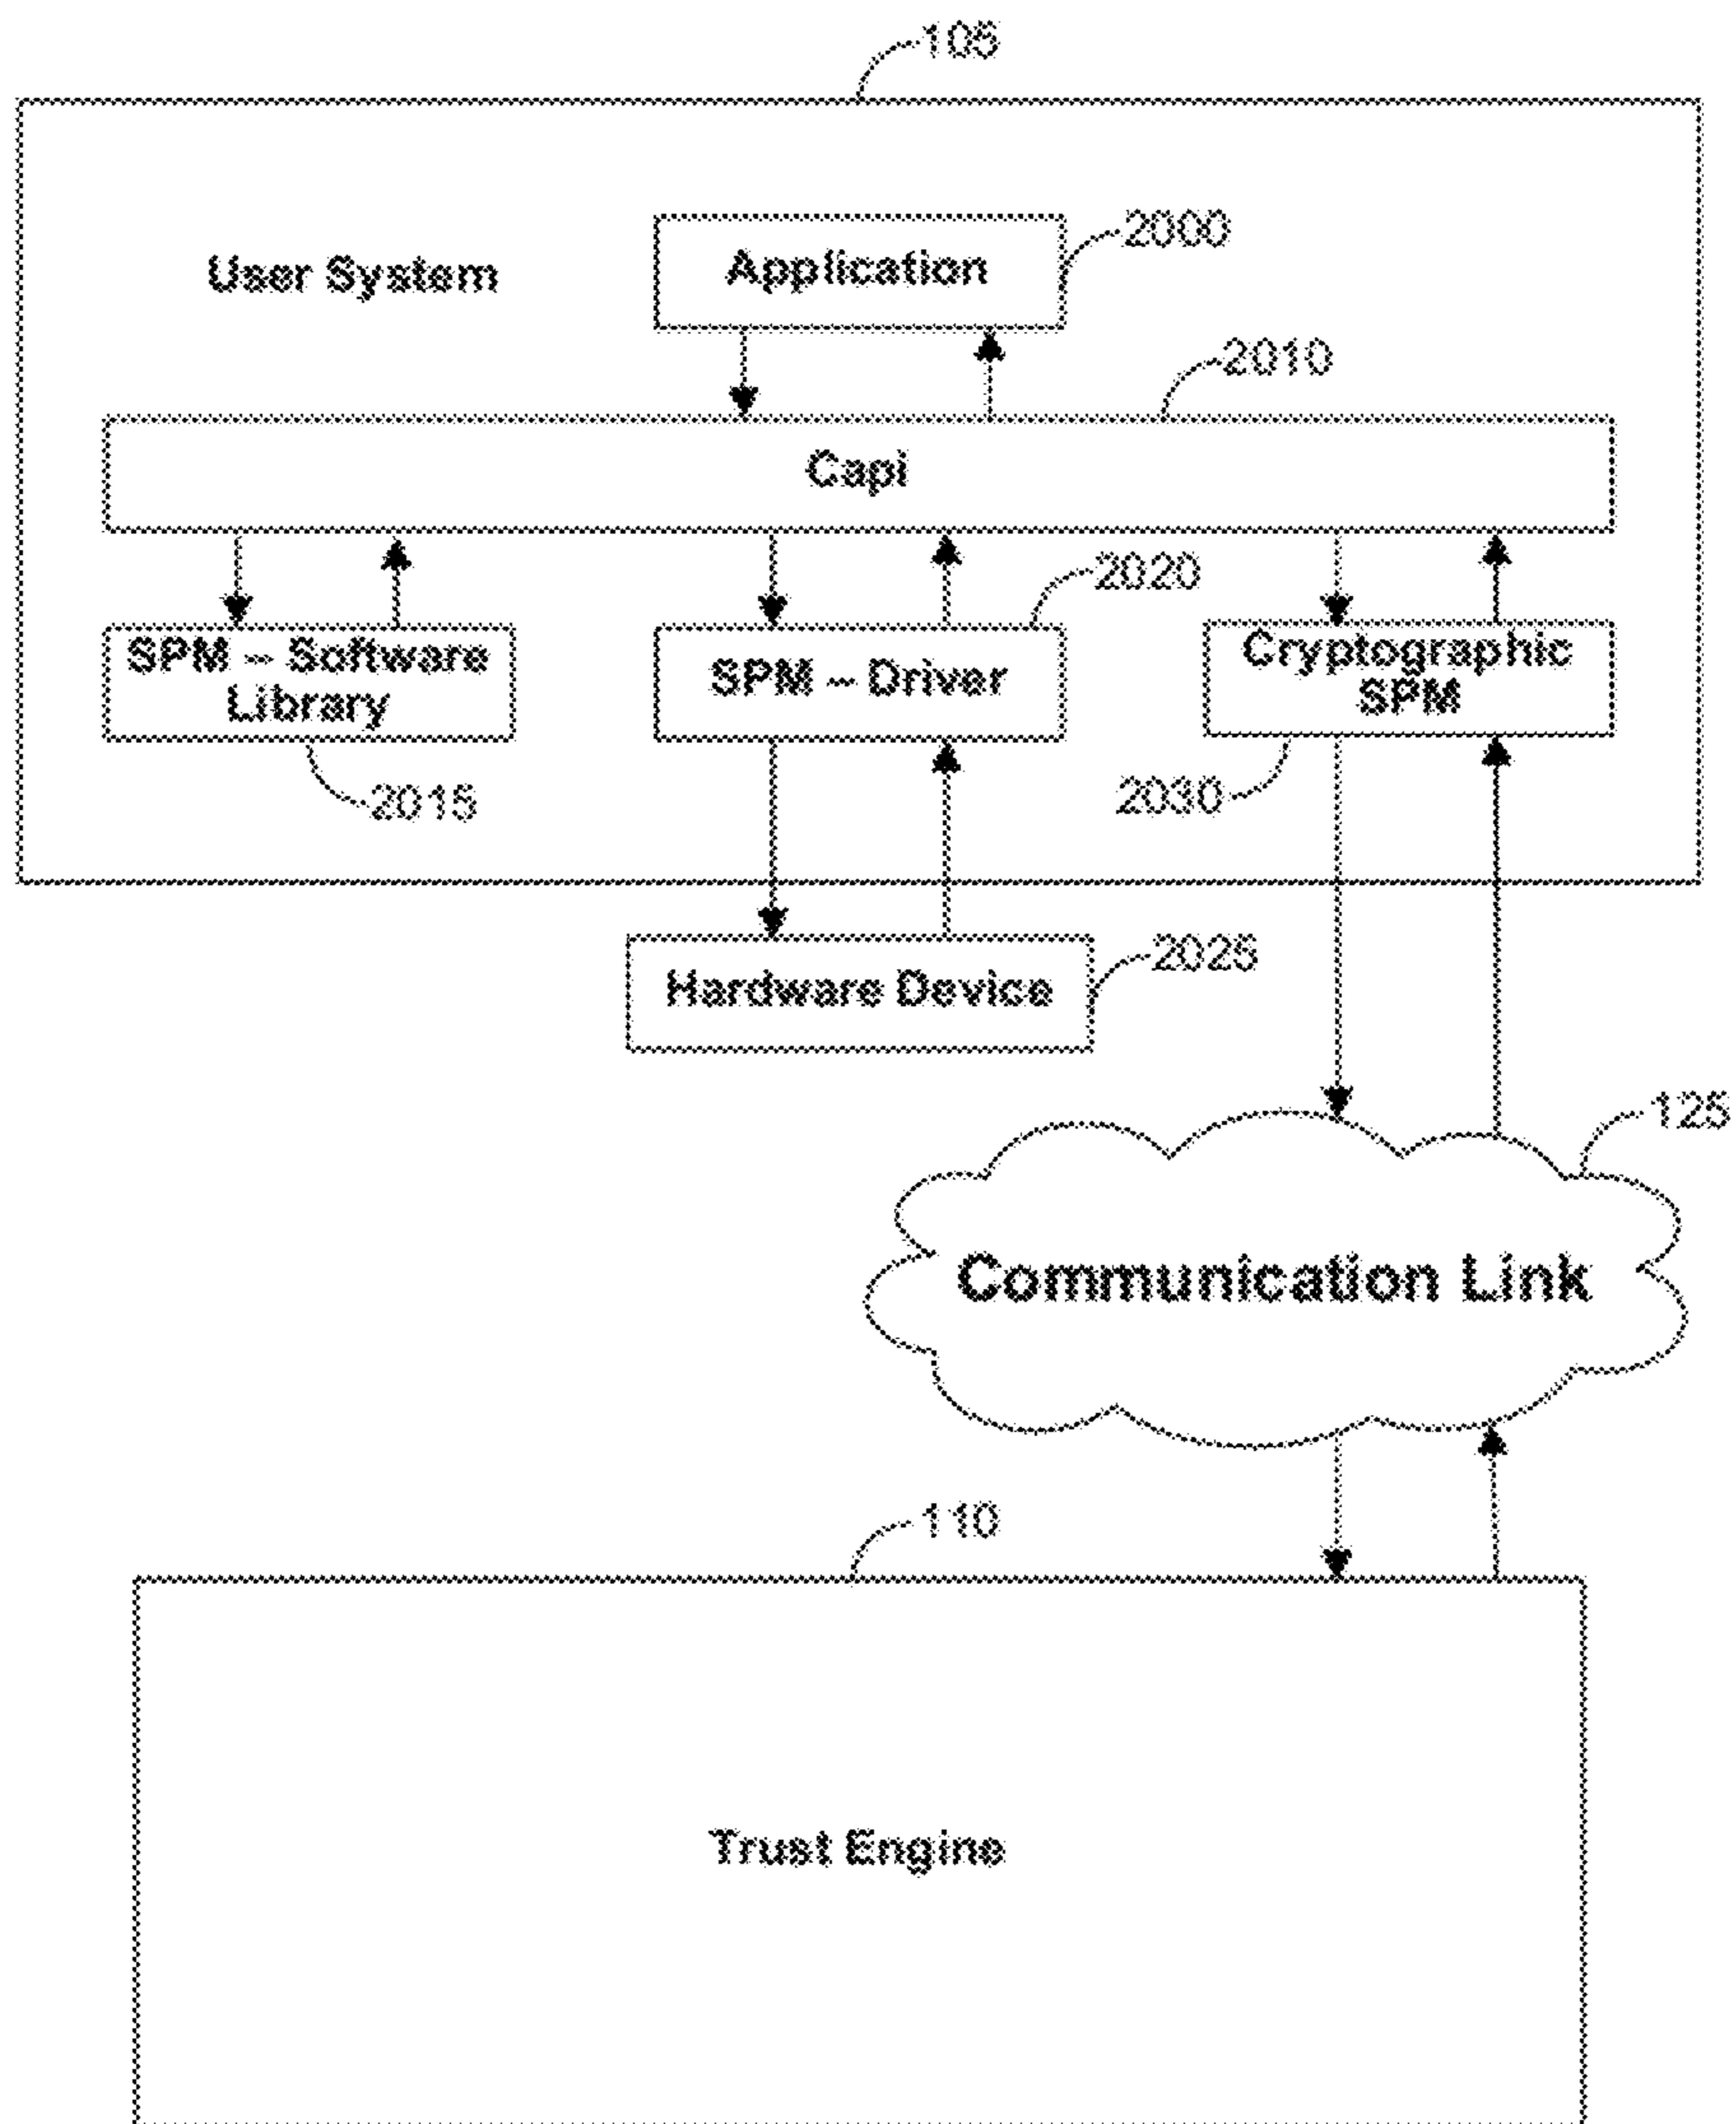 105
User System
Application
2000
2010
Capi
2020
SPM – Software
Library
SPM – Driver
Cryptographic
SPM
2015
2030
Hardware Device
2025
125
Communication Link
110
Trust Engine